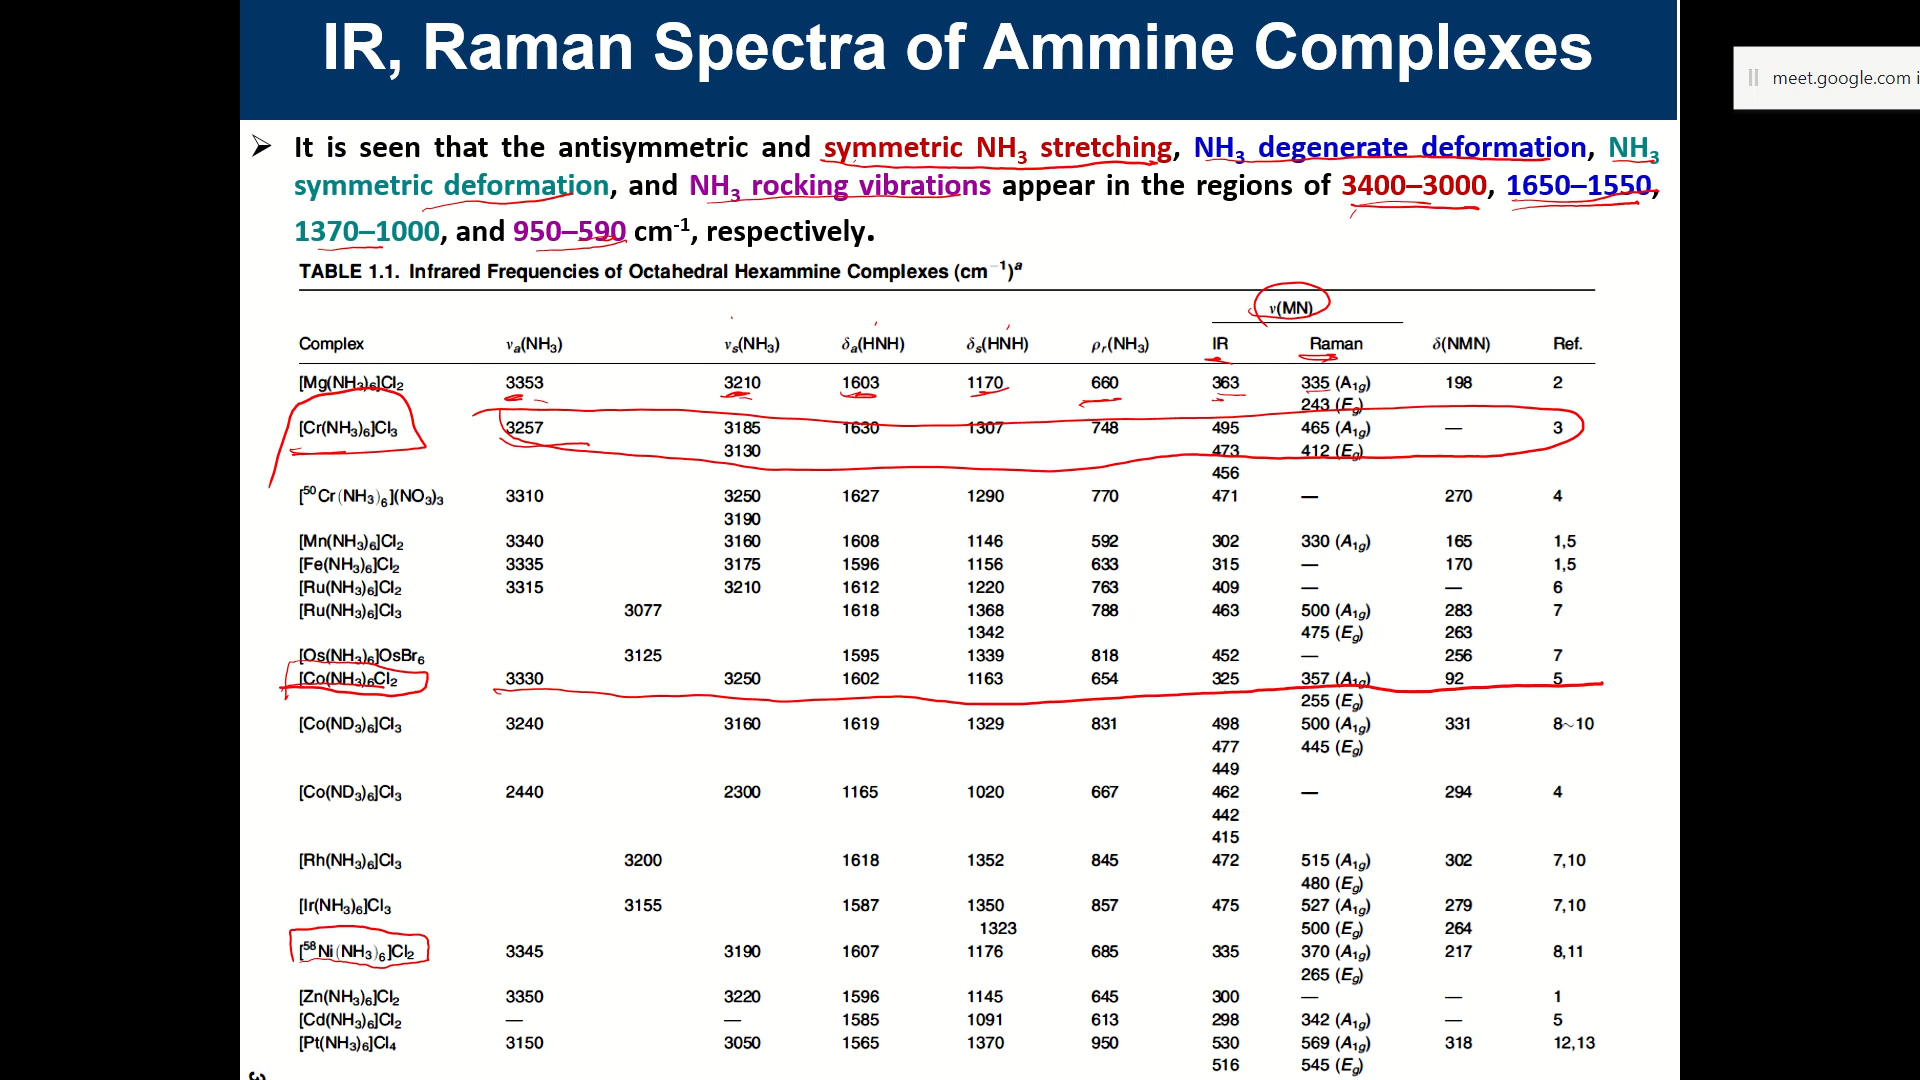 IR, Raman Spectra of Ammine Complexes
meet.google.com i
➢ It is seen that the antisymmetric and symmetric NH3 stretching, NH3 degenerate deformation, NH3
symmetric deformation, and NH3 rocking vibrations appear in the regions of 3400–3000, 1650–1550,
1370–1000, and 950–590 cm-1, respectively.
TABLE 1.1. Infrared Frequencies of Octahedral Hexammine Complexes (cm−1)a
ν(MN)
Complex νa(NH3) νs(NH3) δa(HNH) δs(HNH) ρr(NH3) IR Raman δ(NMN) Ref.
[Mg(NH3)6]Cl2 3353 3210 1603 1170 660 363 335 (A1g) 198 2
243 (Eg)
[Cr(NH3)6]Cl3 3257 3185 1630 1307 748 495 465 (A1g) — 3
3130 473 412 (Eg)
456
[50Cr(NH3)6](NO3)3 3310 3250 1627 1290 770 471 — 270 4
3190
[Mn(NH3)6]Cl2 3340 3160 1608 1146 592 302 330 (A1g) 165 1,5
[Fe(NH3)6]Cl2 3335 3175 1596 1156 633 315 — 170 1,5
[Ru(NH3)6]Cl2 3315 3210 1612 1220 763 409 — — 6
[Ru(NH3)6]Cl3 3077 1618 1368 788 463 500 (A1g) 283 7
1342 475 (Eg) 263
[Os(NH3)6]OsBr6 3125 1595 1339 818 452 — 256 7
[Co(NH3)6Cl2 3330 3250 1602 1163 654 325 357 (A1g) 92 5
255 (Eg)
[Co(ND3)6]Cl3 3240 3160 1619 1329 831 498 500 (A1g) 331 8~10
477 445 (Eg)
449
[Co(ND3)6]Cl3 2440 2300 1165 1020 667 462 — 294 4
442
415
[Rh(NH3)6]Cl3 3200 1618 1352 845 472 515 (A1g) 302 7,10
480 (Eg)
[Ir(NH3)6]Cl3 3155 1587 1350 857 475 527 (A1g) 279 7,10
1323 500 (Eg) 264
[58Ni(NH3)6]Cl2 3345 3190 1607 1176 685 335 370 (A1g) 217 8,11
265 (Eg)
[Zn(NH3)6]Cl2 3350 3220 1596 1145 645 300 — — 1
[Cd(NH3)6]Cl2 — — 1585 1091 613 298 342 (A1g) — 5
[Pt(NH3)6]Cl4 3150 3050 1565 1370 950 530 569 (A1g) 318 12,13
516 545 (Eg)